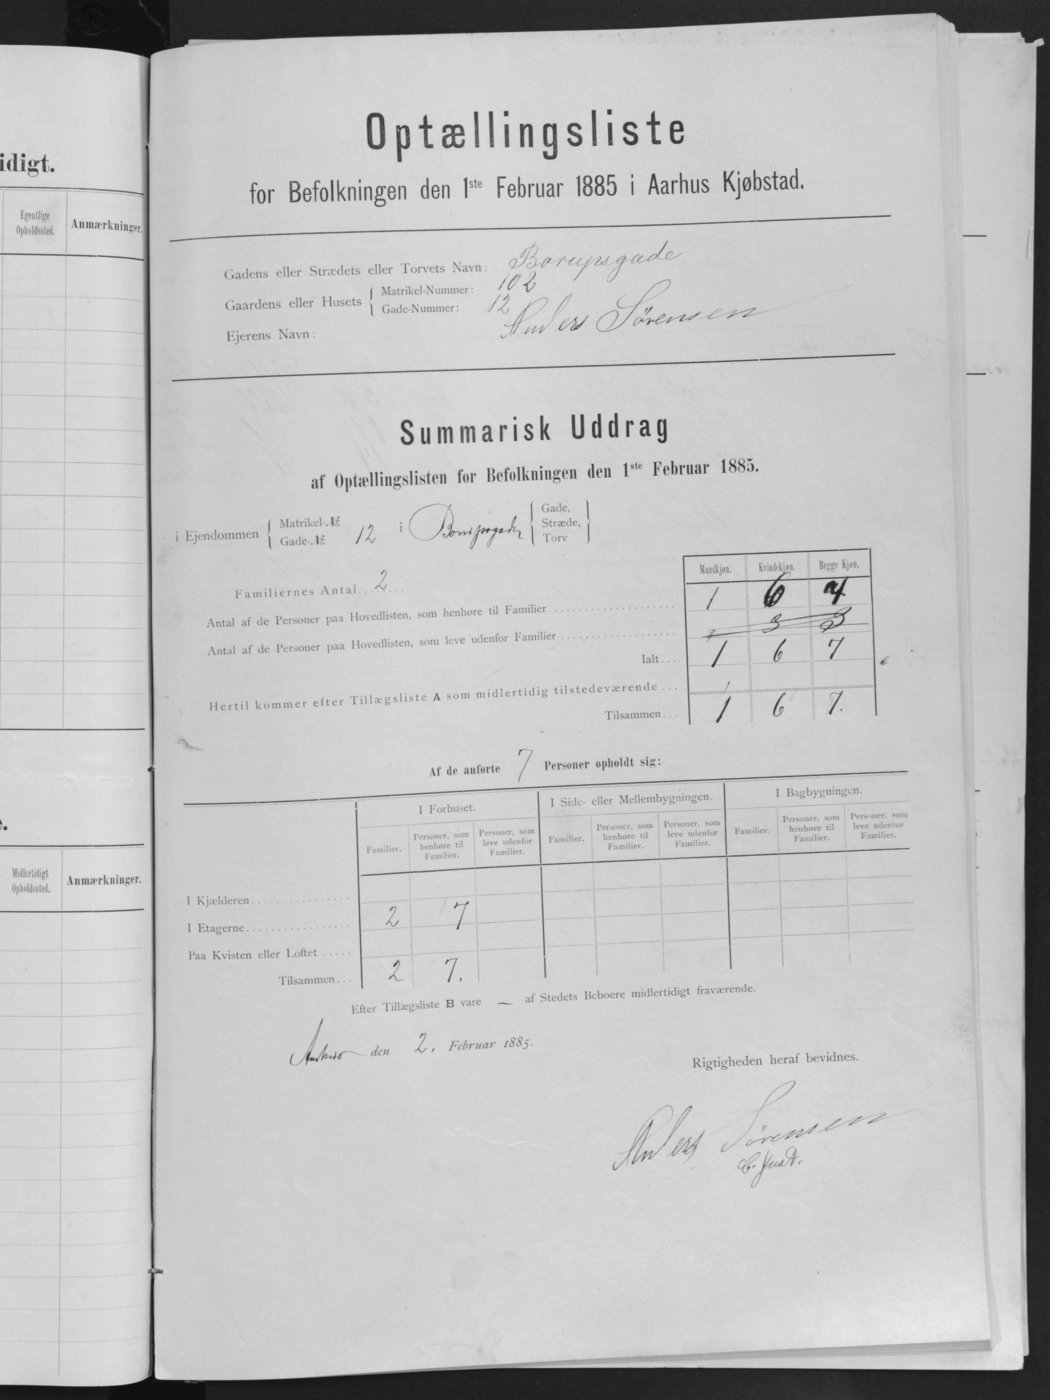 idigt.
Egentlige Opholdssted.
Anmærkninger.
Midlertidigt Opholdssted.
Anmærkninger.
Optællingsliste
for Befolkningen den 1ste Februar 1885 i Aarhus Kjøbstad.
Gadens eller Strædets eller Torvets Navn: Borupsgade
Gaardens eller Husets { Matrikel-Nummer: 102
Gade-Nummer: 12
Ejerens Navn: Anders Sørensen
Summarisk Uddrag
af Optællingslisten for Befolkningen den 1ste Februar 1885.
i Ejendommen { Matrikel-№
Gade-№ 12 i Borupsgade { Gade, Stræde, Torv }
Mandkjøn. Kvindekjøn. Begge Kjøn.
Familiernes Antal... 2 ...
Antal af de Personer paa Hovedlisten, som henhøre til Familier 1 6
Antal af de Personer paa Hovedlisten, som leve udenfor Familier 3 3
Ialt... 1 6 7
Hertil kommer efter Tillægsliste A som midlertidig tilstedeværende ...
Tilsammen... 1 6 7.
Af de anførte 7 Personer opholdt sig:
I Forhuset. I Side- eller Mellembygningen. I Bagbygningen.
Familier. Personer, som henhøre til Familier. Personer, som leve udenfor Familier. Familier. Personer, som henhøre til Familier. Personer, som leve udenfor Familier. Familier. Personer, som henhøre til Familier. Personer, som leve udenfor Familier.
I Kjælderen
I Etagerne 2 7
Paa Kvisten eller Loftet
Tilsammen... 2 7.
Efter Tillægsliste B vare — af Stedets Beboere midlertidigt fraværende.
Aarhus den 2. Februar 1885.
Rigtigheden heraf bevidnes.
Anders Sørensen